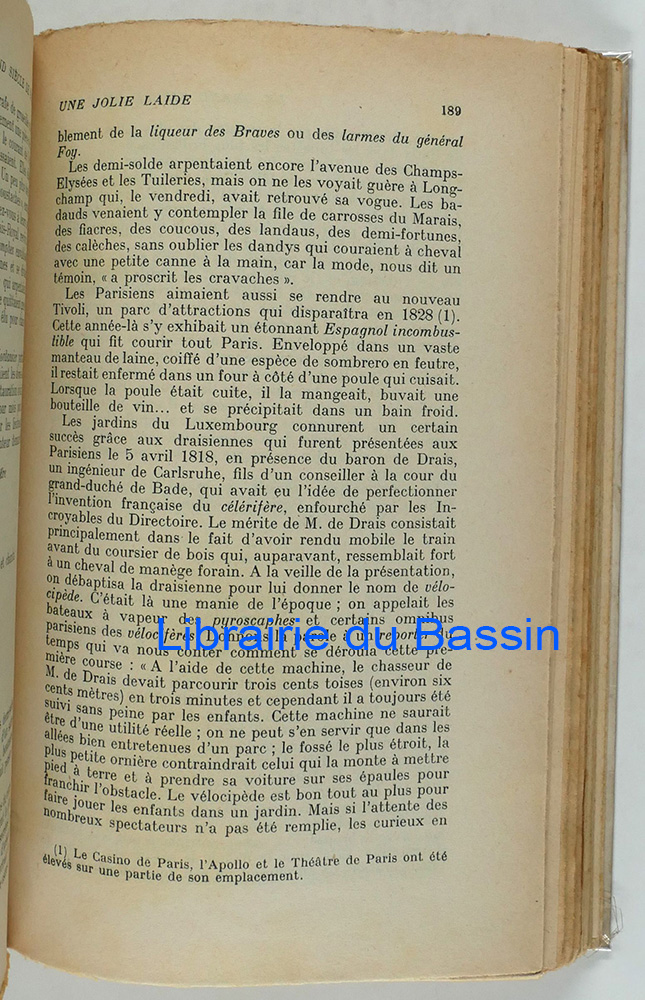 UNE JOLIE LAIDE
189
blement de la liqueur des Braves ou des larmes du général
Foy.
Les demi-solde arpentaient encore l'avenue des Champs-
Elysées et les Tuileries, mais on ne les voyait guère à Long-
champ qui, le vendredi, avait retrouvé sa vogue. Les ba-
dauds venaient y contempler la file de carrosses du Marais,
des fiacres, des coucous, des landaus, des demi-fortunes,
des calèches, sans oublier les dandys qui couraient à cheval
avec une petite canne à la main, car la mode, nous dit un
témoin, « a proscrit les cravaches ».
Les Parisiens aimaient aussi se rendre au nouveau
Tivoli, un parc d'attractions qui disparaîtra en 1828 (1).
Cette année-là s'y exhibait un étonnant Espagnol incombus-
tible qui fit courir tout Paris. Enveloppé dans un vaste
manteau de laine, coiffé d'une espèce de sombrero en feutre,
il restait enfermé dans un four à côté d'une poule qui cuisait.
Lorsque la poule était cuite, il la mangeait, buvait une
bouteille de vin... et se précipitait dans un bain froid.
Les jardins du Luxembourg connurent un certain
succès grâce aux draisiennes qui furent présentées aux
Parisiens le 5 avril 1818, en présence du baron de Drais,
un ingénieur de Carlsruhe, fils d'un conseiller à la cour du
grand-duché de Bade, qui avait eu l'idée de perfectionner
l'invention française du célérifère, enfourché par les In-
croyables du Directoire. Le mérite de M. de Drais consistait
principalement dans le fait d'avoir rendu mobile le train
avant du coursier de bois qui, auparavant, ressemblait fort
à un cheval de manège forain. A la veille de la présentation,
on débaptisa la draisienne pour lui donner le nom de vélo-
cipède. C'était là une manie de l'époque ; on appelait les
bateaux à vapeur des pyroscaphes et certains omnibus
parisiens des vélocifères. Donnons la parole à un reporter du
Librairie du Bassin
temps qui va nous conter comment se déroula cette pre-
mière course : « A l'aide de cette machine, le chasseur de
M. de Drais devait parcourir trois cents toises (environ six
cents mètres) en trois minutes et cependant il a toujours été
suivi sans peine par les enfants. Cette machine ne saurait
être d'une utilité réelle ; on ne peut s'en servir que dans les
allées bien entretenues d'un parc ; le fossé le plus étroit, la
plus petite ornière contraindrait celui qui la monte à mettre
pied à terre et à prendre sa voiture sur ses épaules pour
franchir l'obstacle. Le vélocipède est bon tout au plus pour
faire jouer les enfants dans un jardin. Mais si l'attente des
nombreux spectateurs n'a pas été remplie, les curieux en
(1) Le Casino de Paris, l'Apollo et le Théâtre de Paris ont été
élevés sur une partie de son emplacement.